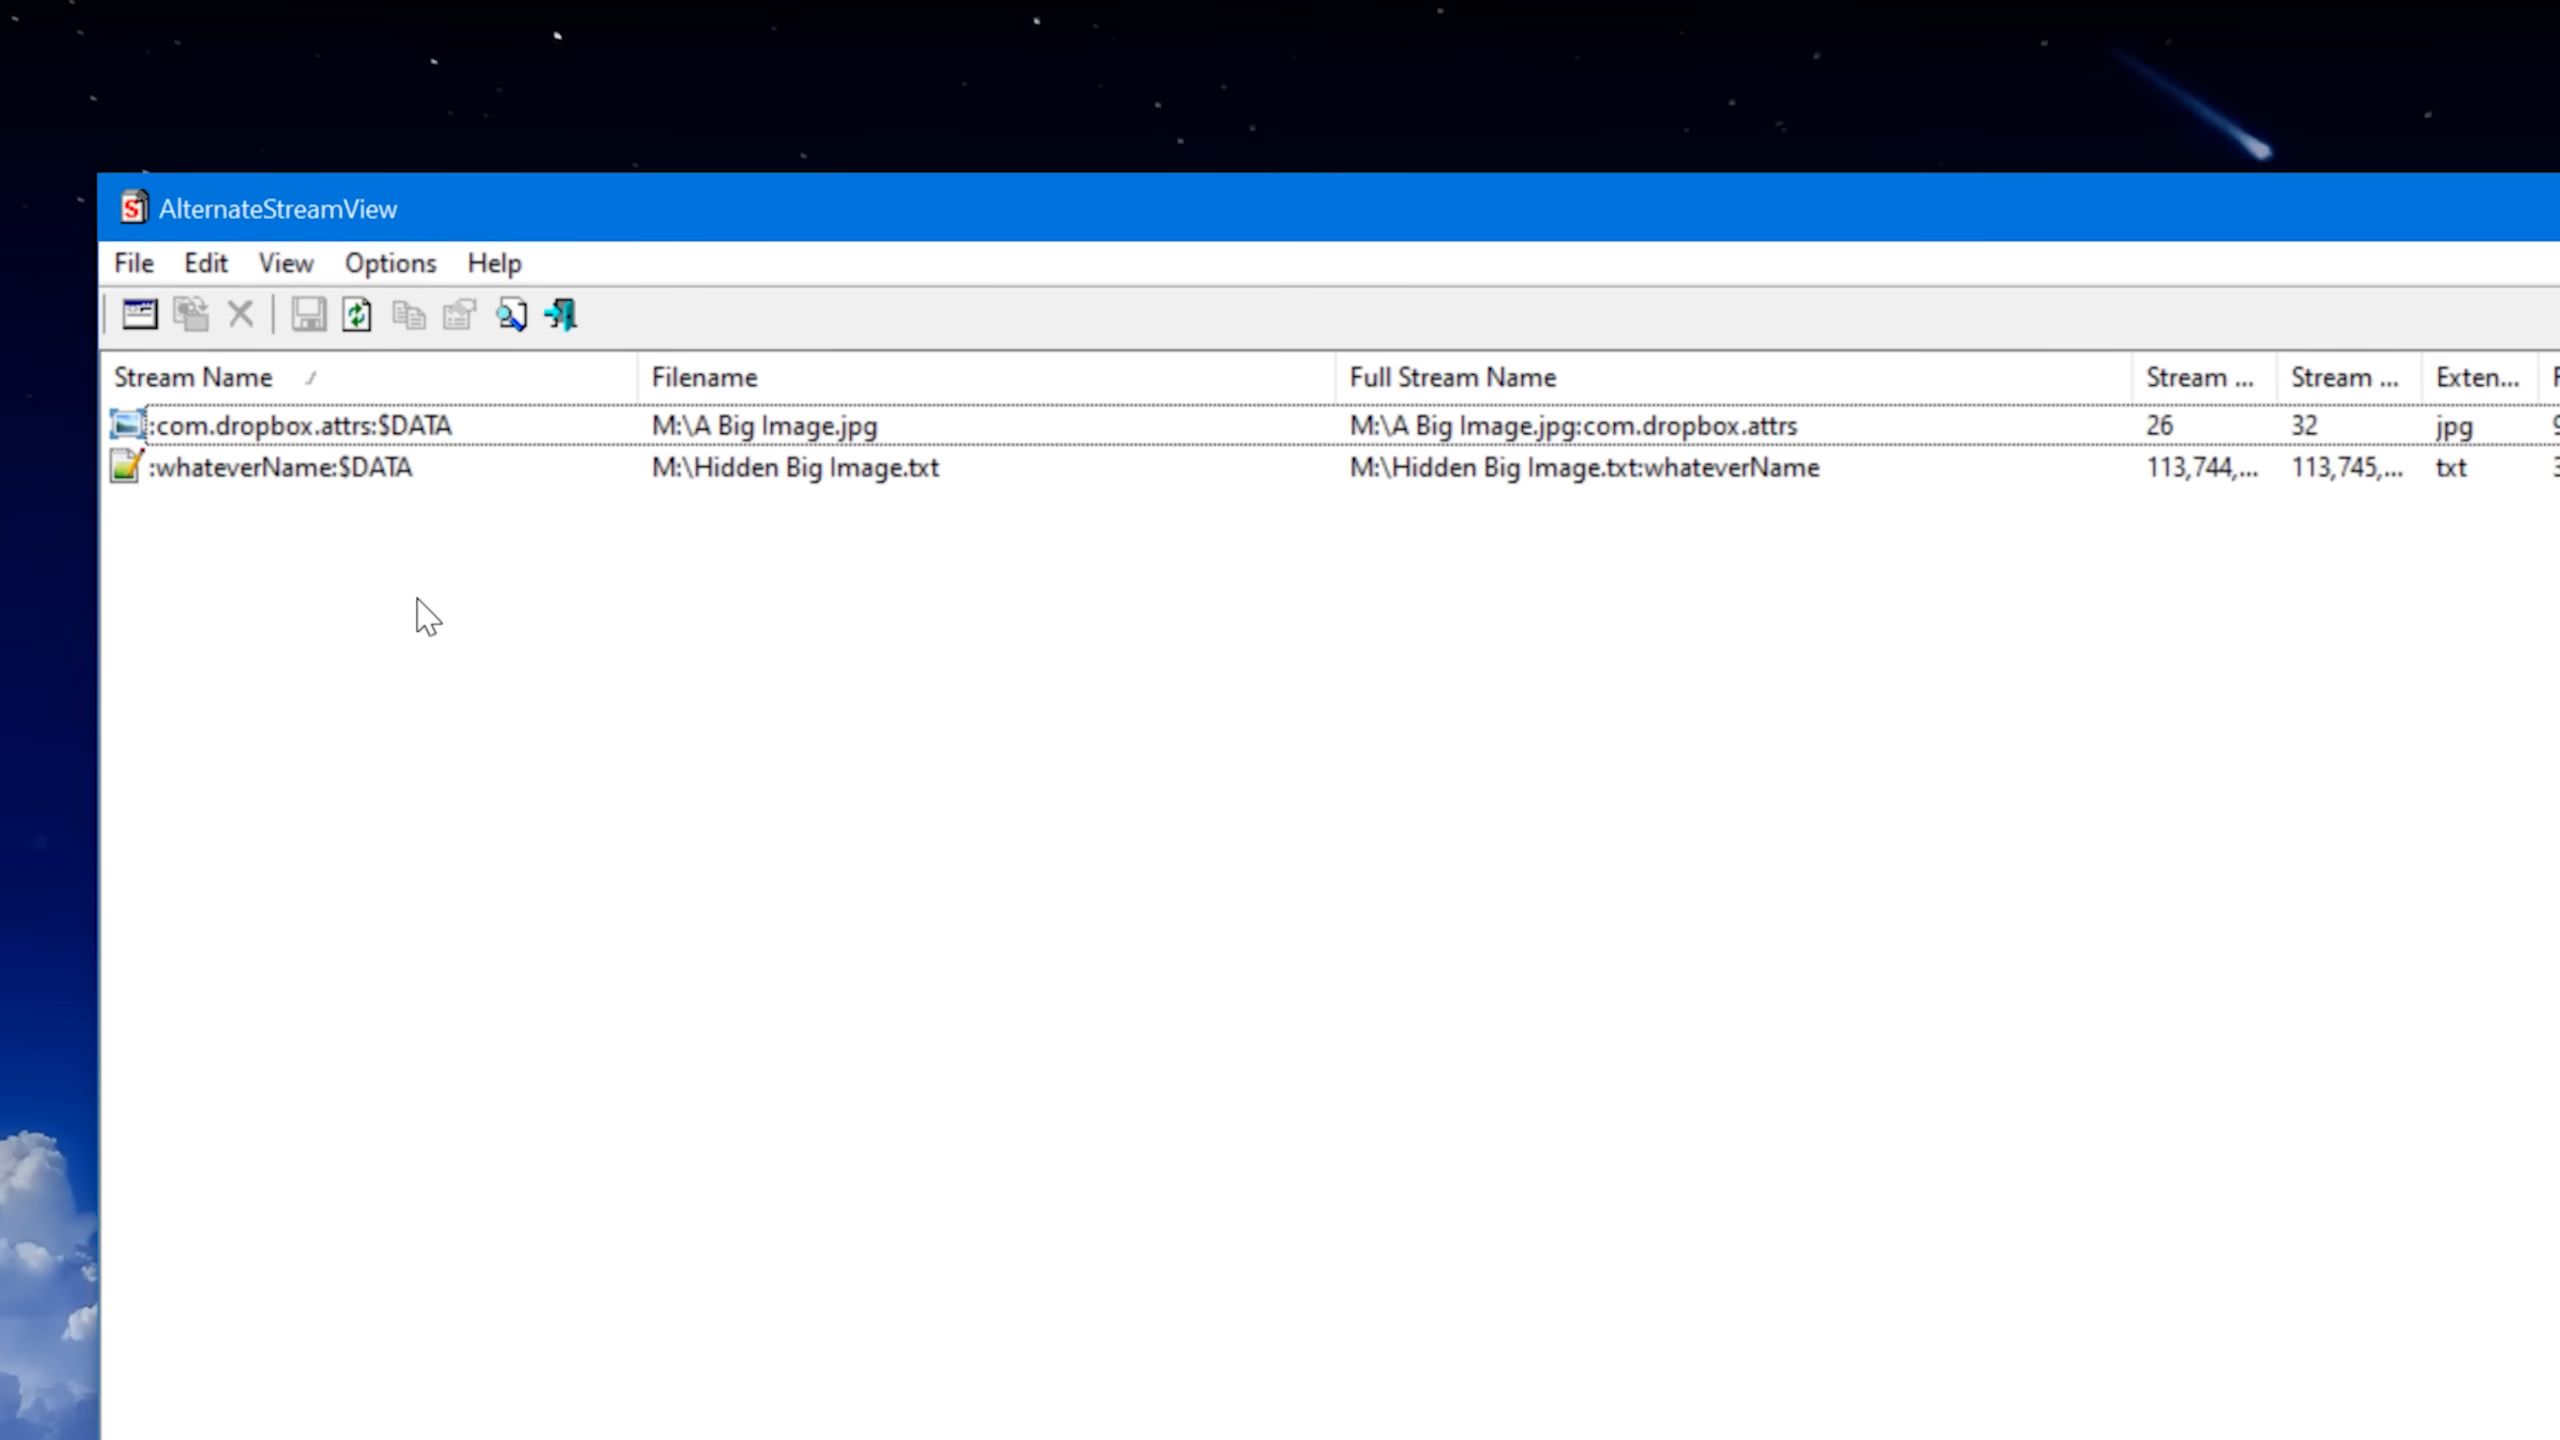 AlternateStreamView
File Edit View Options Help
Stream Name Filename Full Stream Name Stream ... Stream ... Exten...
:com.dropbox.attrs:$DATA M:\A Big Image.jpg M:\A Big Image.jpg:com.dropbox.attrs 26 32 jpg
:whateverName:$DATA M:\Hidden Big Image.txt M:\Hidden Big Image.txt:whateverName 113,744,... 113,745,... txt